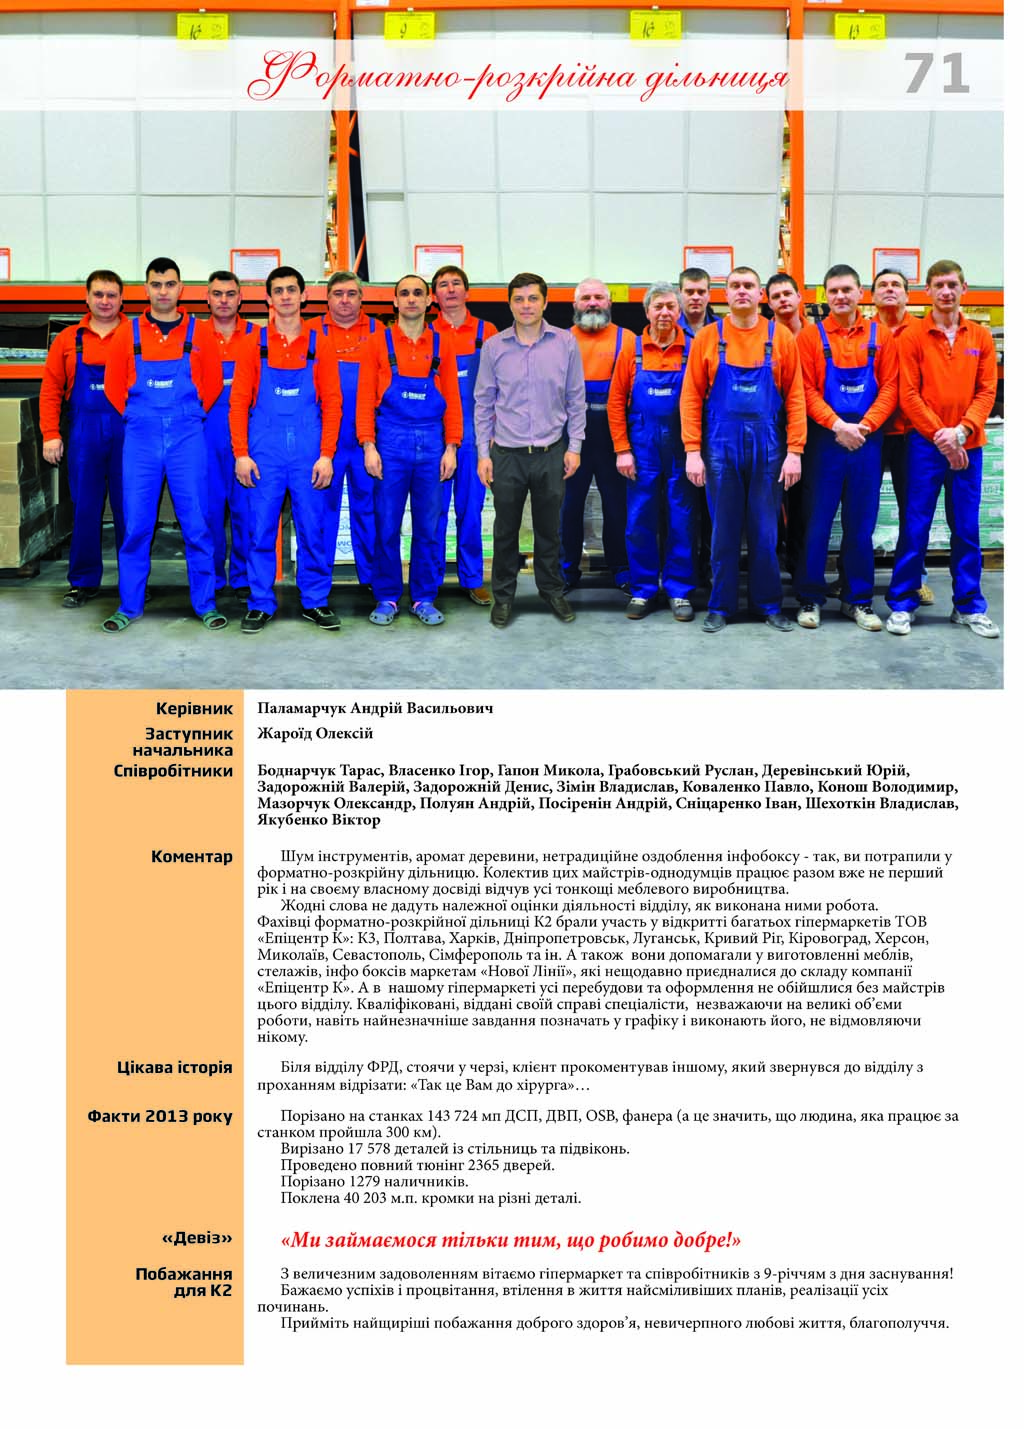 16
9
16
13
Форматно-розкрійна дільниця
71
Керівник
Паламарчук Андрій Васильович
Заступник
начальника
Жароїд Олексій
Співробітники
Боднарчук Тарас, Власенко Ігор, Гапон Микола, Грабовський Руслан, Деревінський Юрій,
Задорожній Валерій, Задорожній Денис, Зімін Владислав, Коваленко Павло, Конош Володимир,
Мазорчук Олександр, Полуян Андрій, Посіренін Андрій, Сніцаренко Іван, Шехоткін Владислав,
Якубенко Віктор
Коментар
Шум інструментів, аромат деревини, нетрадиційне оздоблення інфобоксу - так, ви потрапили у
форматно-розкрійну дільницю. Колектив цих майстрів-однодумців працює разом вже не перший
рік і на своєму власному досвіді відчув усі тонкощі меблевого виробництва.
Жодні слова не дадуть належної оцінки діяльності відділу, як виконана ними робота.
Фахівці форматно-розкрійної дільниці К2 брали участь у відкритті багатьох гіпермаркетів ТОВ
«Епіцентр К»: К3, Полтава, Харків, Дніпропетровськ, Луганськ, Кривий Ріг, Кіровоград, Херсон,
Миколаїв, Севастополь, Сімферополь та ін. А також вони допомагали у виготовленні меблів,
стелажів, інфо боксів маркетам «Нової Лінії», які нещодавно приєдналися до складу компанії
«Епіцентр К». А в нашому гіпермаркеті усі перебудови та оформлення не обійшлися без майстрів
цього відділу. Кваліфіковані, віддані своїй справі спеціалісти, незважаючи на великі об’єми
роботи, навіть найнезначніше завдання позначать у графіку і виконають його, не відмовляючи
нікому.
Цікава історія
Біля відділу ФРД, стоячи у черзі, клієнт прокоментував іншому, який звернувся до відділу з
проханням відрізати: «Так це Вам до хірурга»…
Факти 2013 року
Порізано на станках 143 724 мп ДСП, ДВП, OSB, фанера (а це значить, що людина, яка працює за
станком пройшла 300 км).
Вирізано 17 578 деталей із стільниць та підвіконь.
Проведено повний тюнінг 2365 дверей.
Порізано 1279 наличників.
Поклена 40 203 м.п. кромки на різні деталі.
«Девіз»
«Ми займаємося тільки тим, що робимо добре!»
Побажання
для К2
З величезним задоволенням вітаємо гіпермаркет та співробітників з 9-річчям з дня заснування!
Бажаємо успіхів і процвітання, втілення в життя найсміливіших планів, реалізації усіх
починань.
Прийміть найщиріші побажання доброго здоров’я, невичерпного любові життя, благополуччя.